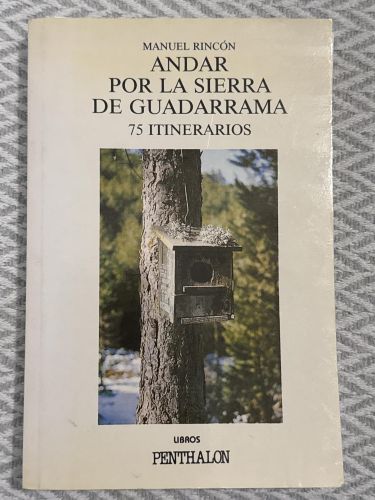 MANUEL RINCÓN
ANDAR
POR LA SIERRA
DE GUADARRAMA
75 ITINERARIOS
LIBROS
PENTHALON